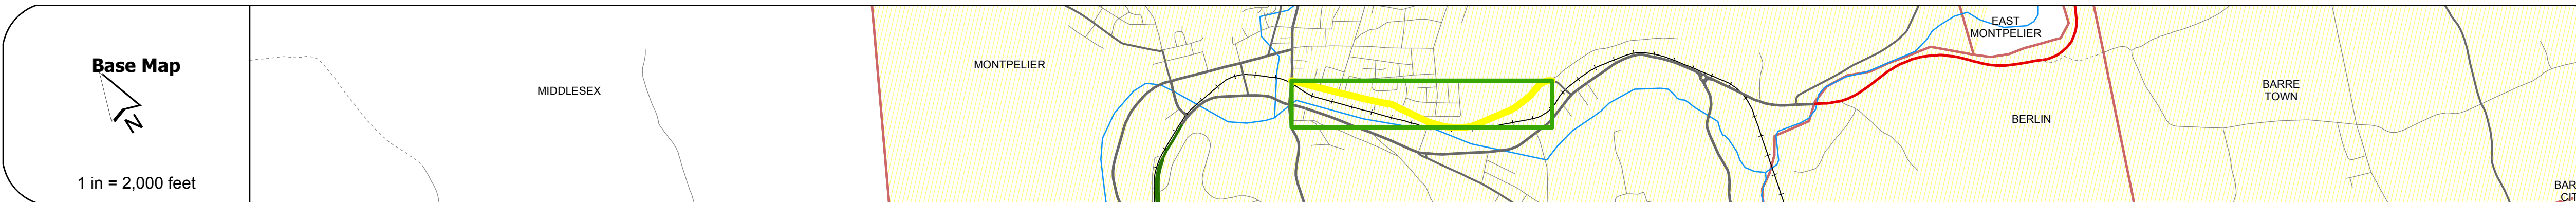 Base Map
N
1 in = 2,000 feet
MIDDLESEX
MONTPELIER
EAST
MONTPELIER
BERLIN
BARRE
TOWN